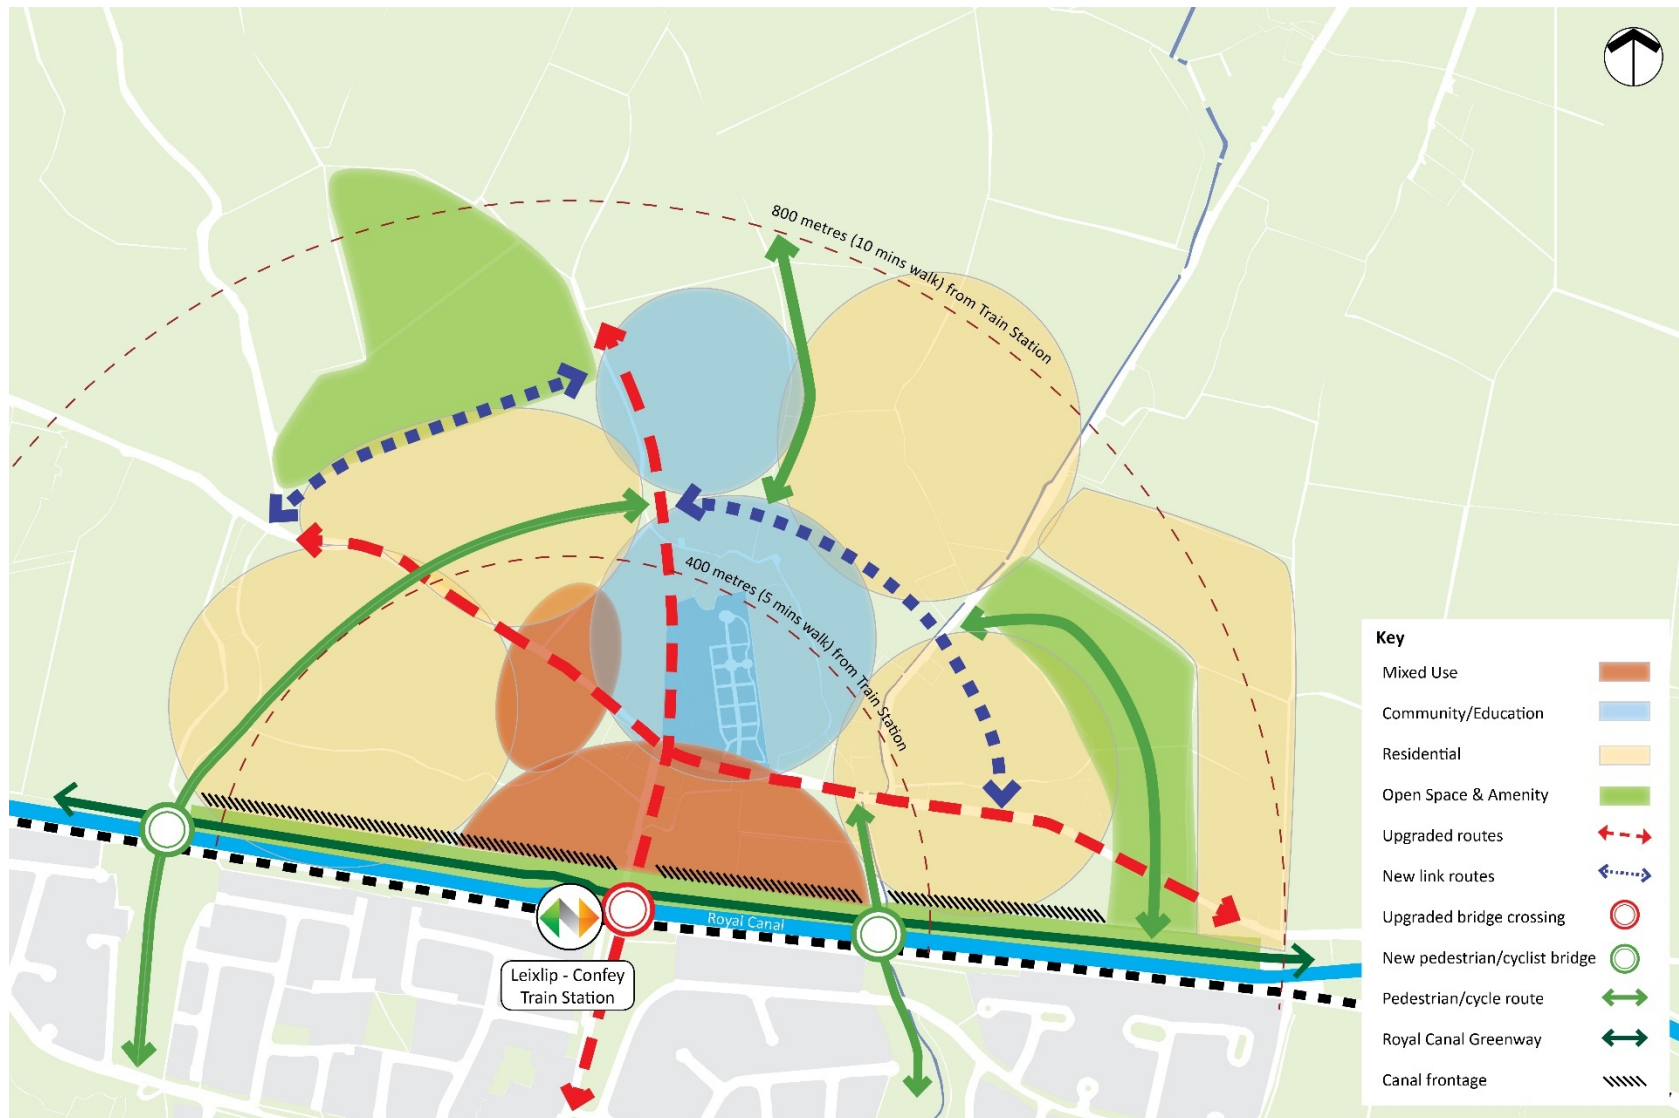 800 metres (10 mins walk) from Train Station
400 metres (5 mins walk) from Train Station
Royal Canal
Leixlip - Confey
Train Station
Key
Mixed Use
Community/Education
Residential
Open Space & Amenity
Upgraded routes
New link routes
Upgraded bridge crossing
New pedestrian/cyclist bridge
Pedestrian/cycle route
Royal Canal Greenway
Canal frontage